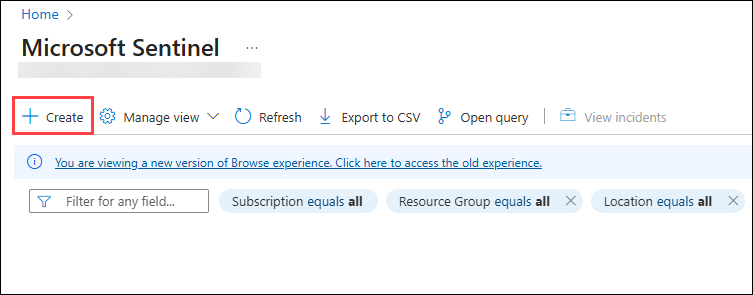 Home
Microsoft Sentinel ...
Create Manage view Refresh Export to CSV Open query View incidents
You are viewing a new version of Browse experience. Click here to access the old experience.
Filter for any field... Subscription equals all Resource Group equals all Location equals all